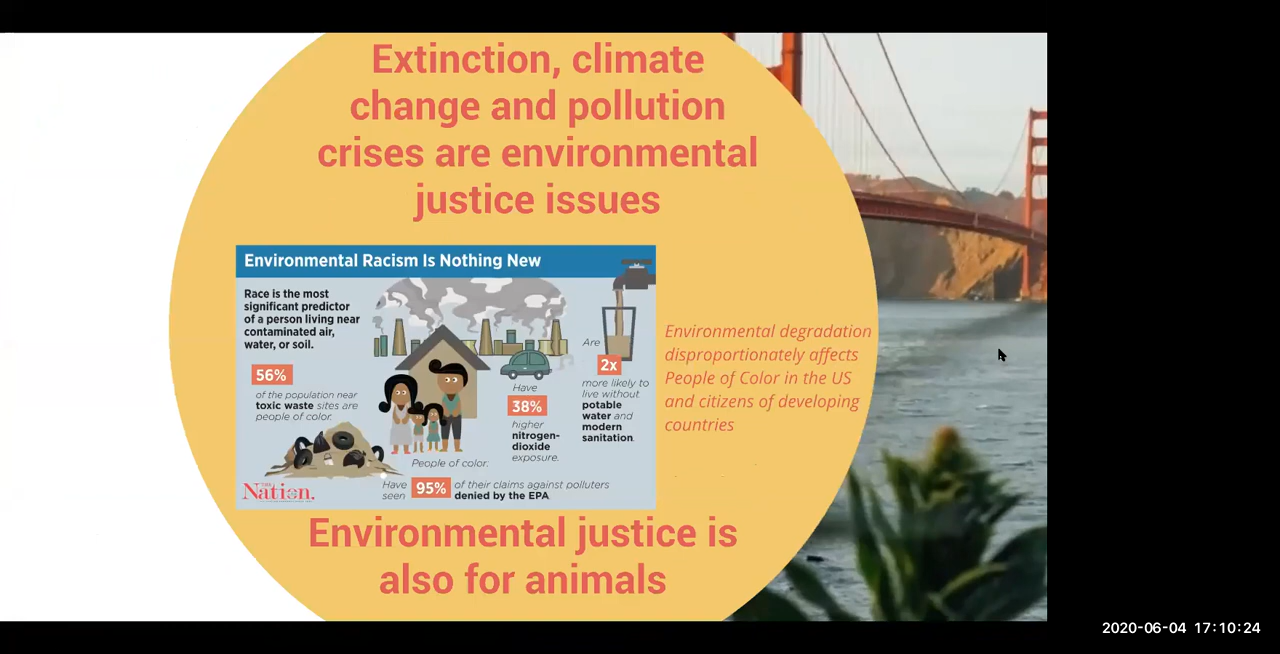 Extinction, climate
change and pollution
crises are environmental
justice issues
Environmental Racism Is Nothing New
Race is the most
significant predictor
of a person living near
contaminated air,
water, or soil.
56%
of the population near
toxic waste sites are
people of color.
People of color:
Have
38%
higher
nitrogen-
dioxide
exposure.
Are
2x
more likely to
live without
potable
water and
modern
sanitation.
Have
seen
95%
of their claims against polluters
denied by the EPA
THE
Nation.
Environmental degradation
disproportionately affects
People of Color in the US
and citizens of developing
countries
Environmental justice is
also for animals
2020-06-04 17:10:24